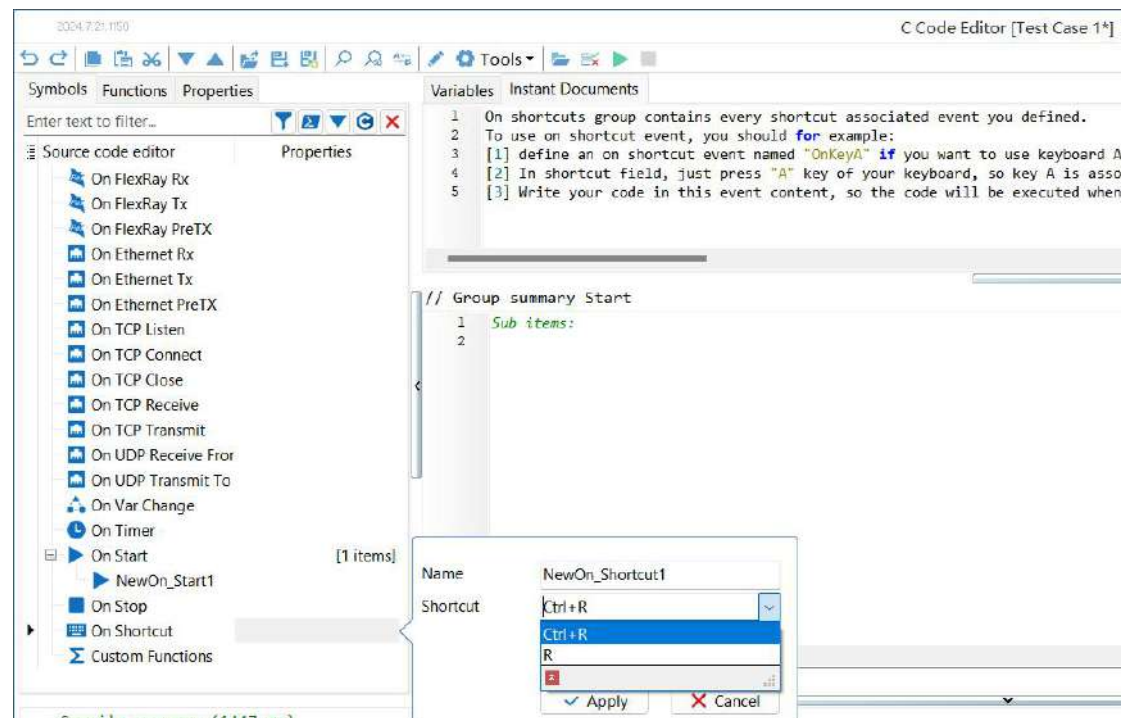 2024.7.21.1150
C Code Editor [Test Case 1*]
Tools
Symbols Functions Properties
Variables Instant Documents
Enter text to filter...
Source code editor Properties
On FlexRay Rx
On FlexRay Tx
On FlexRay PreTX
On Ethernet Rx
On Ethernet Tx
On Ethernet PreTX
On TCP Listen
On TCP Connect
On TCP Close
On TCP Receive
On TCP Transmit
On UDP Receive Fror
On UDP Transmit To
On Var Change
On Timer
On Start [1 items]
NewOn_Start1
On Stop
On Shortcut
Custom Functions
1 On shortcuts group contains every shortcut associated event you defined.
2 To use on shortcut event, you should for example:
3 [1] define an on shortcut event named "OnKeyA" if you want to use keyboard A
4 [2] In shortcut field, just press "A" key of your keyboard, so key A is asso
5 [3] Write your code in this event content, so the code will be executed when
// Group summary Start
1 Sub items:
2
Name NewOn_Shortcut1
Shortcut Ctrl+R
Ctrl+R
R
Apply Cancel